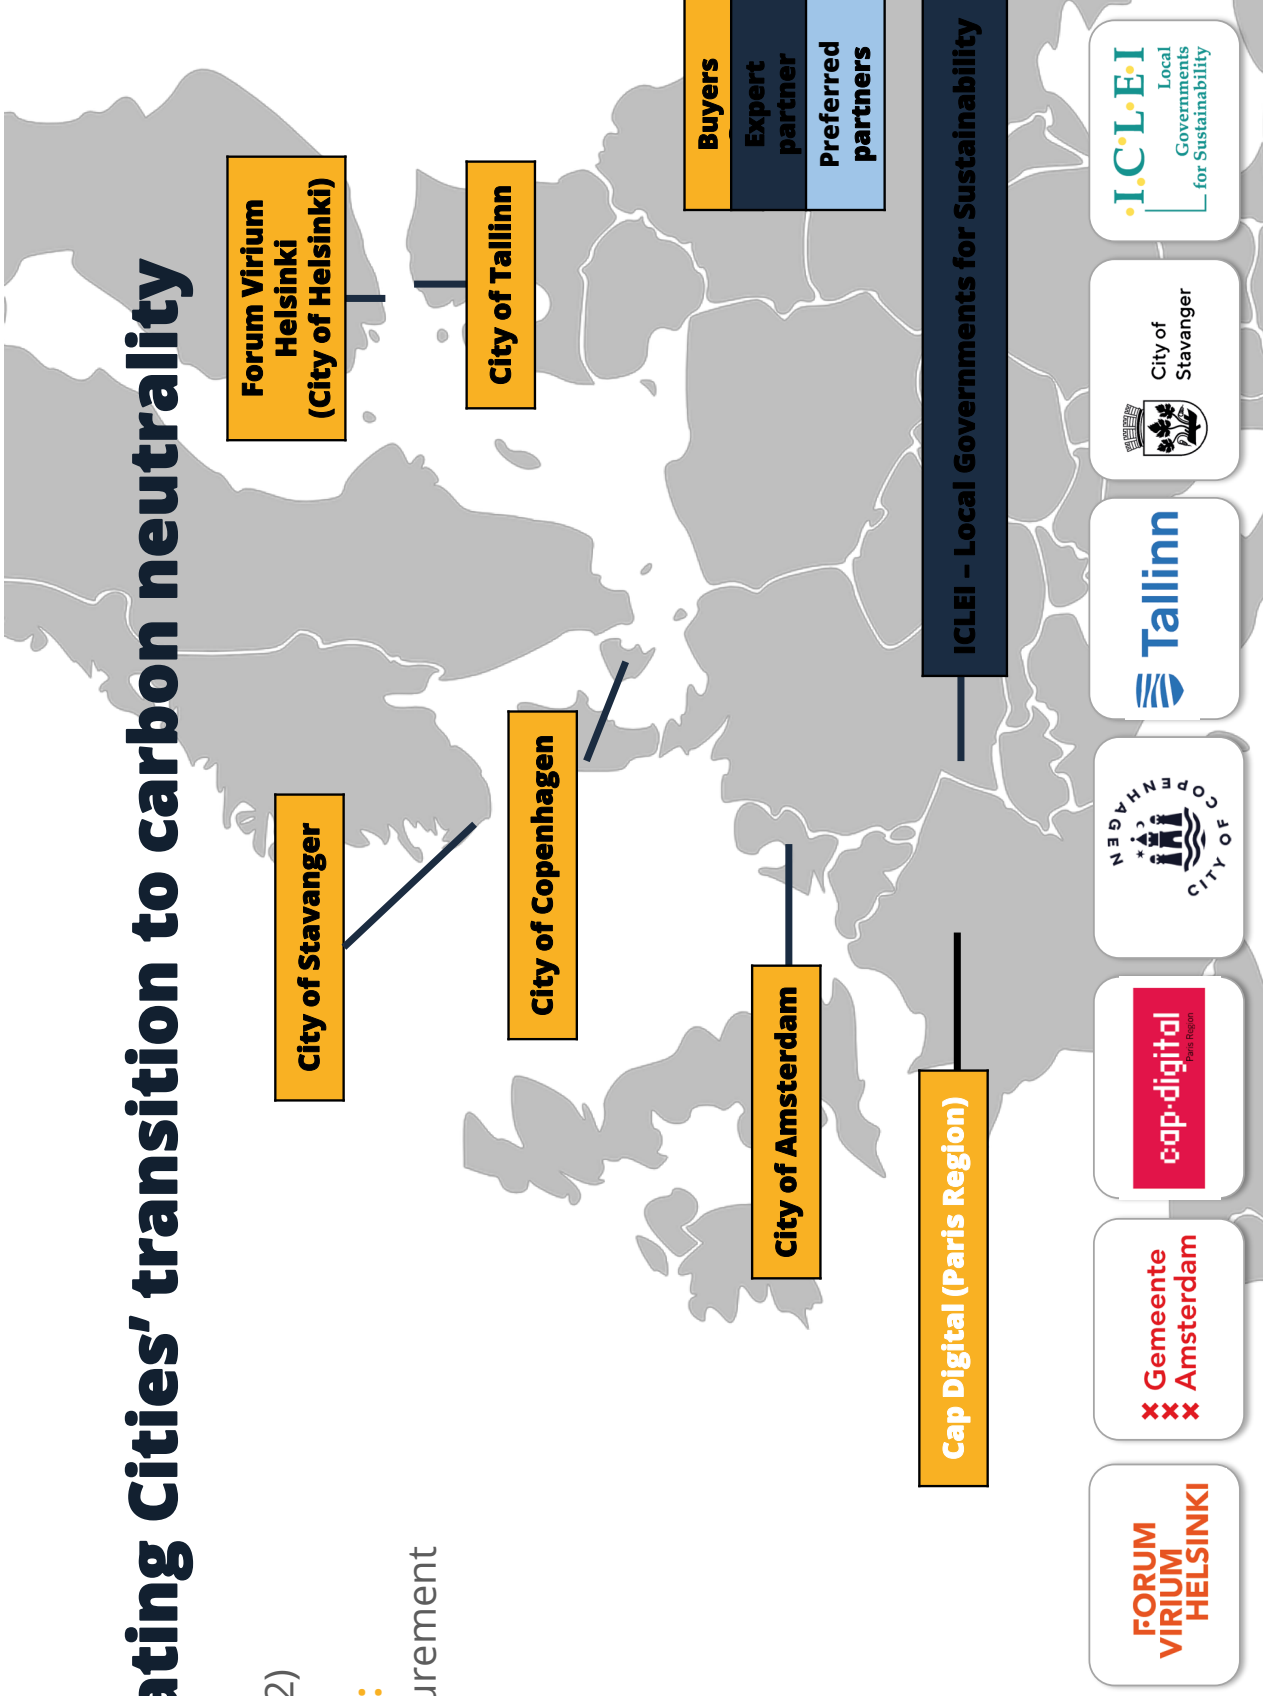 ating Cities’ transition to carbon neutrality
2)
:
urement
Forum Virium
Helsinki
(City of Helsinki)
City of Tallinn
City of Stavanger
City of Copenhagen
City of Amsterdam
Cap Digital (Paris Region)
ICLEI – Local Governments for Sustainability
Buyers
Expert
partner
Preferred
partners
FORUM
VIRIUM
HELSINKI
Gemeente
Amsterdam
cap·digital
Paris Region
CITY OF COPENHAGEN
Tallinn
City of
Stavanger
I.C.L.E.I
Local
Governments
for Sustainability